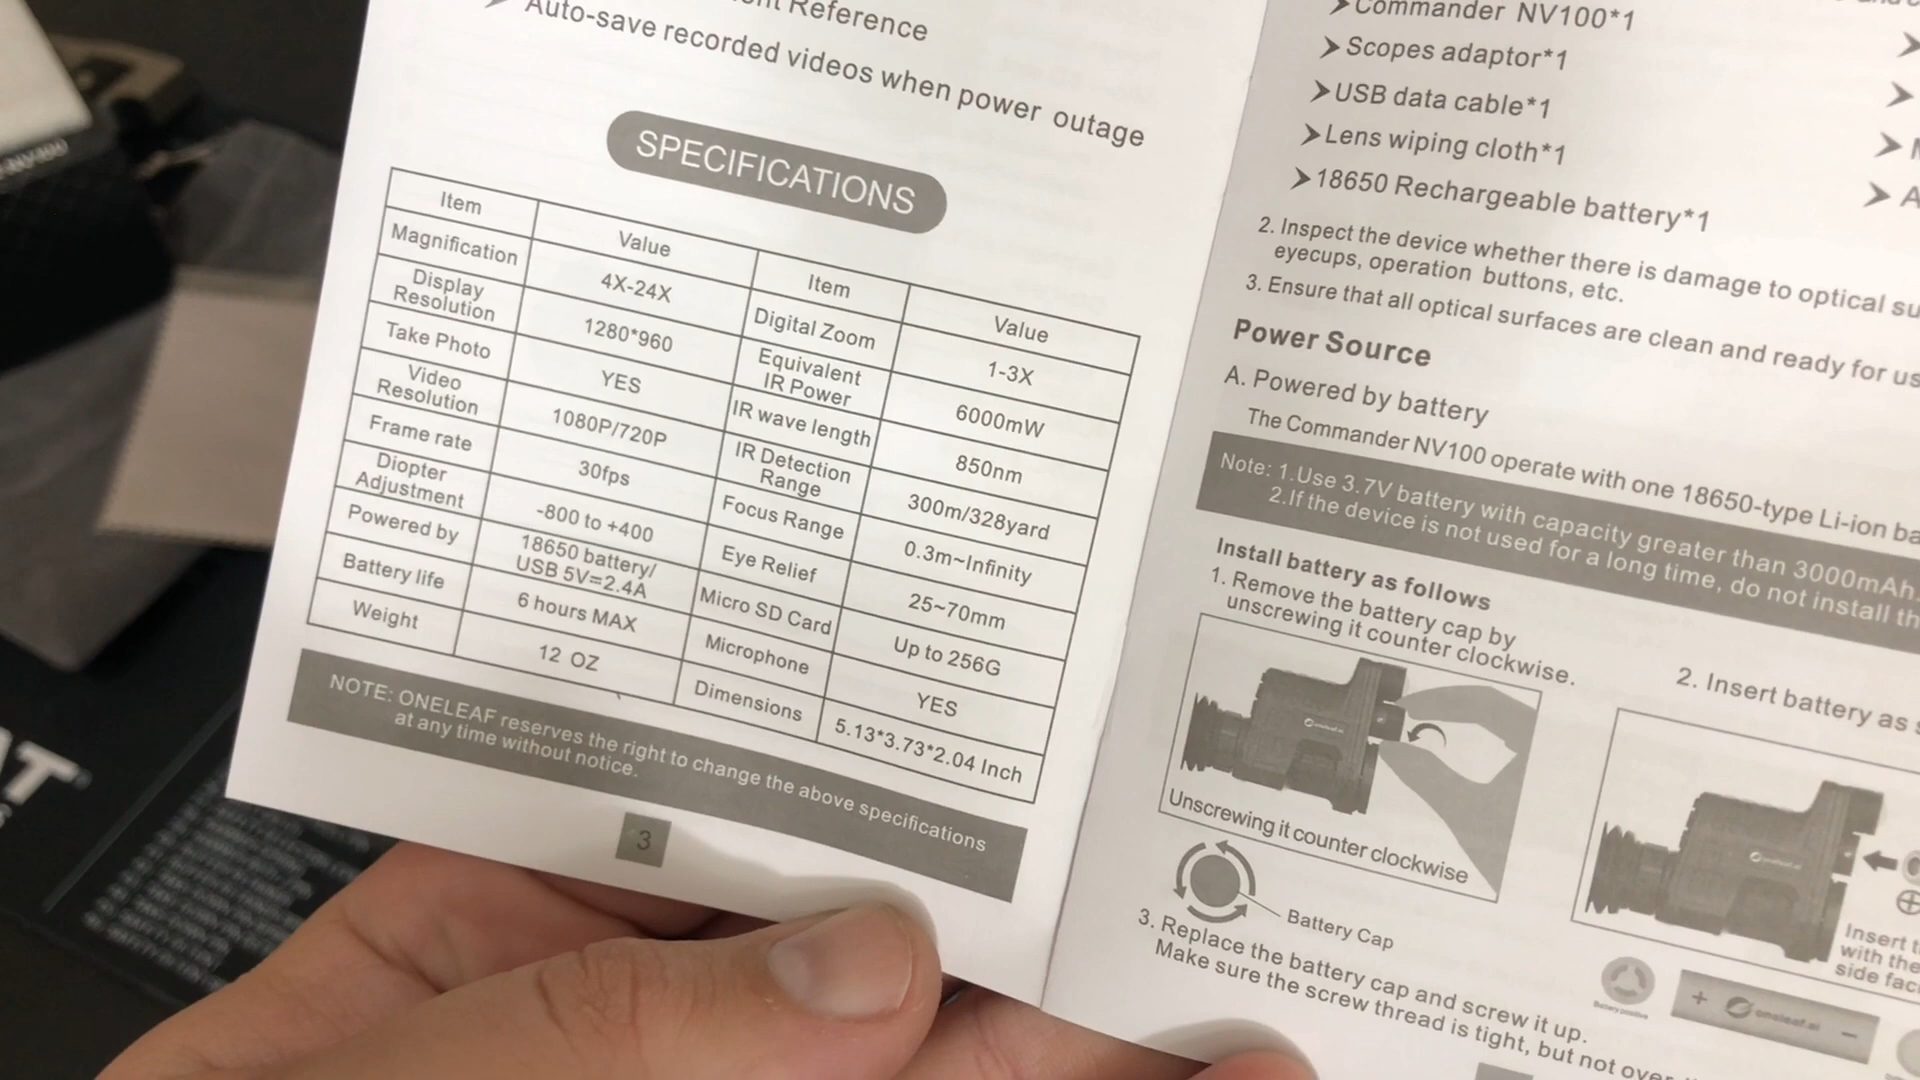 Reference
Auto-save recorded videos when power outage
SPECIFICATIONS
Item Value Item Value
Magnification 4X-24X Digital Zoom 1-3X
Display Resolution 1280*960 Equivalent IR Power 6000mW
Take Photo YES IR wave length 850nm
Video Resolution 1080P/720P IR Detection Range 300m/328yard
Frame rate 30fps Focus Range 0.3m~Infinity
Diopter Adjustment -800 to +400 Eye Relief 25~70mm
Powered by 18650 battery/ USB 5V=2.4A Micro SD Card Up to 256G
Battery life 6 hours MAX Microphone YES
Weight 12 OZ Dimensions 5.13*3.73*2.04 Inch
NOTE: ONELEAF reserves the right to change the above specifications
at any time without notice.
3
Commander NV100*1
Scopes adaptor*1
USB data cable*1
Lens wiping cloth*1
18650 Rechargeable battery*1
2. Inspect the device whether there is damage to optical
eyecups, operation buttons, etc.
3. Ensure that all optical surfaces are clean and ready for
Power Source
A. Powered by battery
The Commander NV100 operate with one 18650-type Li-ion
Note: 1.Use 3.7V battery with capacity greater than 3000mAh.
2.If the device is not used for a long time, do not install
Install battery as follows
1. Remove the battery cap by
unscrewing it counter clockwise.
oneleaf.ai
Unscrewing it counter clockwise
Battery Cap
2. Insert battery as
oneleaf.ai
Insert
with the
side
Battery positive
+ oneleaf.ai −
3. Replace the battery cap and screw it up.
Make sure the screw thread is tight, but not